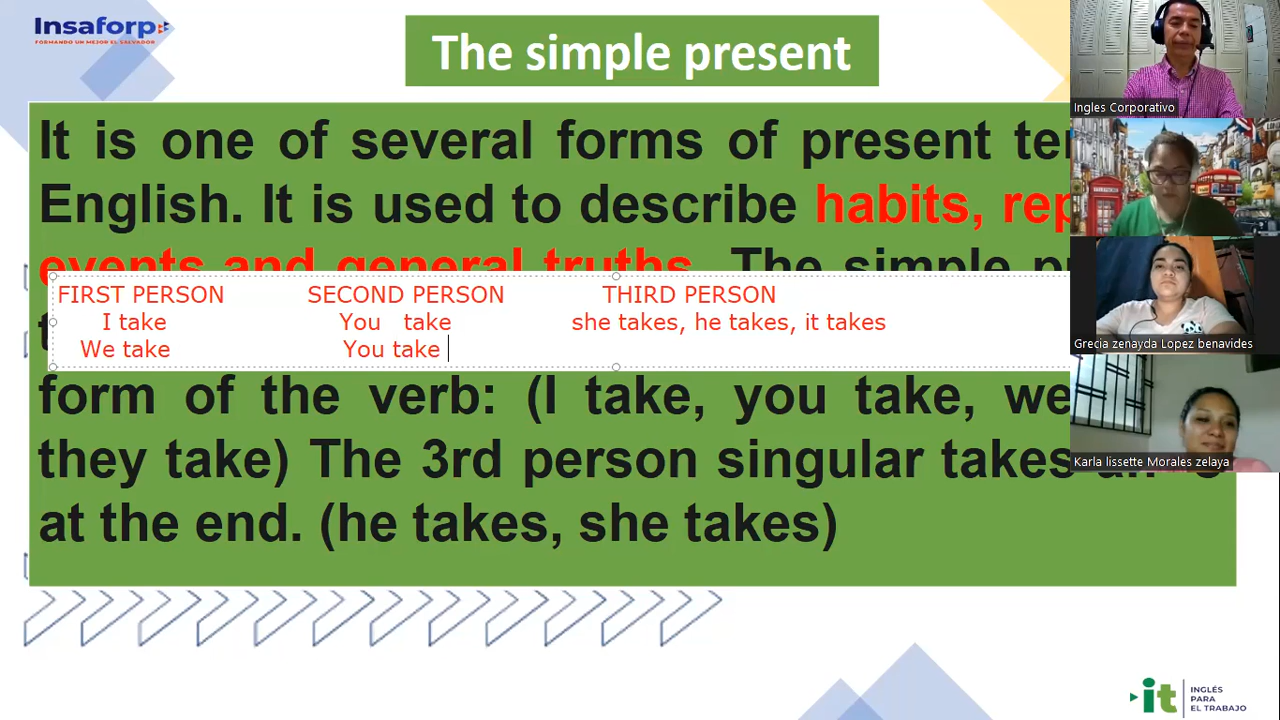 Insaforp
FORMANDO UN MEJOR EL SALVADOR
The simple present
It is one of several forms of present
English. It is used to describe habits,
events and general truths. The simple
FIRST PERSON SECOND PERSON THIRD PERSON
I take You take she takes, he takes, it takes
We take You take
form of the verb: (I take, you take, we
they take) The 3rd person singular takes
at the end. (he takes, she takes)
Ingles Corporativo
Grecia zenayda Lopez benavides
Karla lissette Morales zelaya
it
INGLÉS
PARA
EL TRABAJO